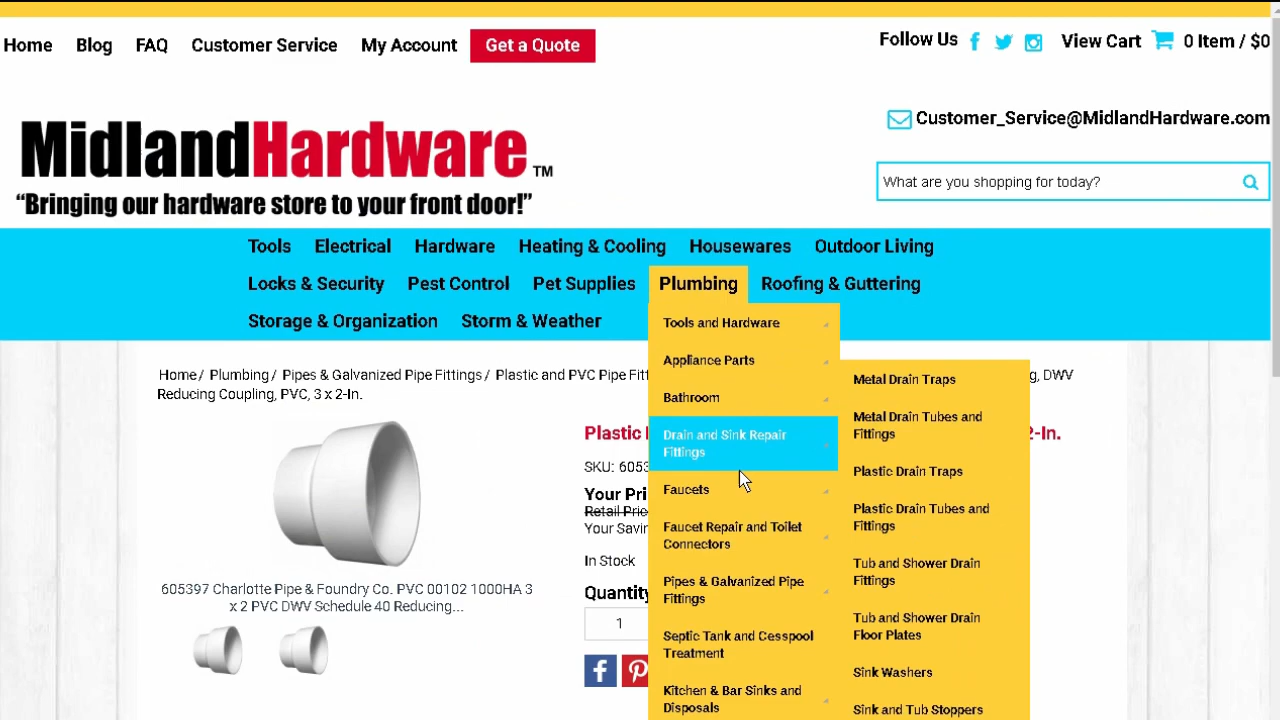 Home Blog FAQ Customer Service My Account Get a Quote
Follow Us View Cart 0 Item / $0
Customer_Service@MidlandHardware.com
MidlandHardware TM
“Bringing our hardware store to your front door!”
What are you shopping for today?
Tools Electrical Hardware Heating & Cooling Housewares Outdoor Living
Locks & Security Pest Control Pet Supplies Plumbing Roofing & Guttering
Storage & Organization Storm & Weather
Tools and Hardware
Appliance Parts
Bathroom
Drain and Sink Repair
Fittings
Faucets
Faucet Repair and Toilet
Connectors
Pipes & Galvanized Pipe
Fittings
Septic Tank and Cesspool
Treatment
Kitchen & Bar Sinks and
Disposals
Metal Drain Traps
Metal Drain Tubes and
Fittings
Plastic Drain Traps
Plastic Drain Tubes and
Fittings
Tub and Shower Drain
Fittings
Tub and Shower Drain
Floor Plates
Sink Washers
Sink and Tub Stoppers
Home / Plumbing / Pipes & Galvanized Pipe Fittings / Plastic and PVC Pipe Fitt g, DWV
Reducing Coupling, PVC, 3 x 2-In.
605397 Charlotte Pipe & Foundry Co. PVC 00102 1000HA 3
x 2 PVC DWV Schedule 40 Reducing...
Plastic 2-In.
SKU: 6053
Your Pri
Retail Pric
Your Savin
In Stock
Quantity
1